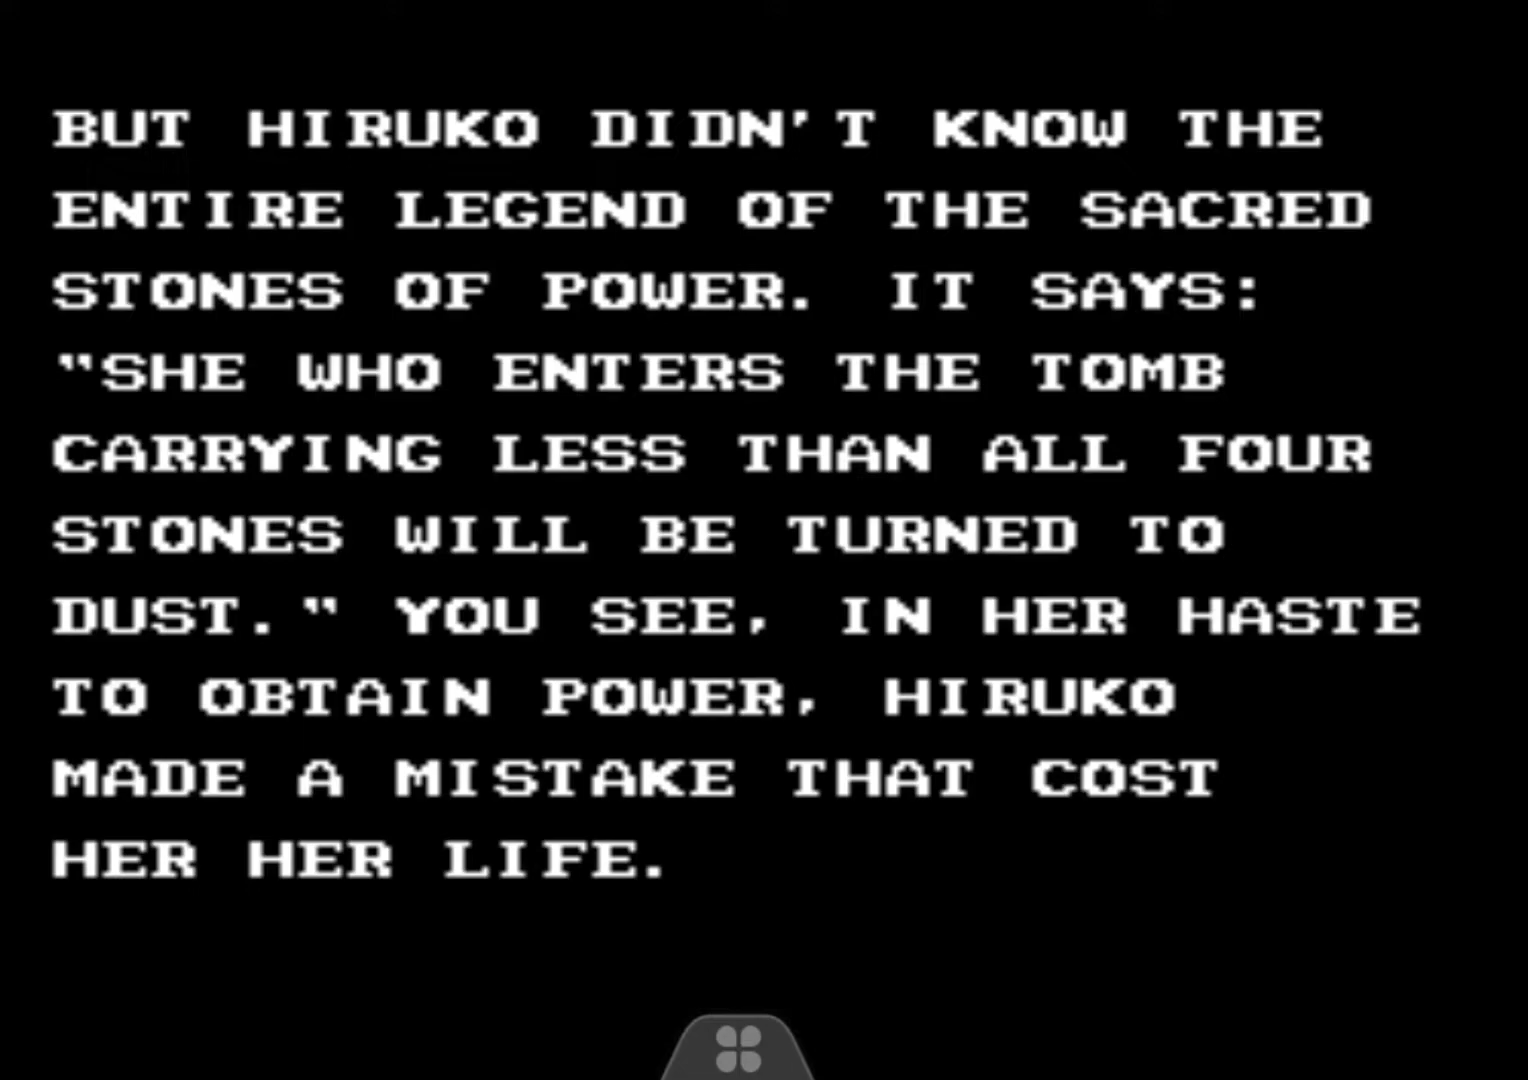 BUT HIRUKO DIDN'T KNOW THE
ENTIRE LEGEND OF THE SACRED
STONES OF POWER. IT SAYS:
"SHE WHO ENTERS THE TOMB
CARRYING LESS THAN ALL FOUR
STONES WILL BE TURNED TO
DUST." YOU SEE, IN HER HASTE
TO OBTAIN POWER, HIRUKO
MADE A MISTAKE THAT COST
HER HER LIFE.